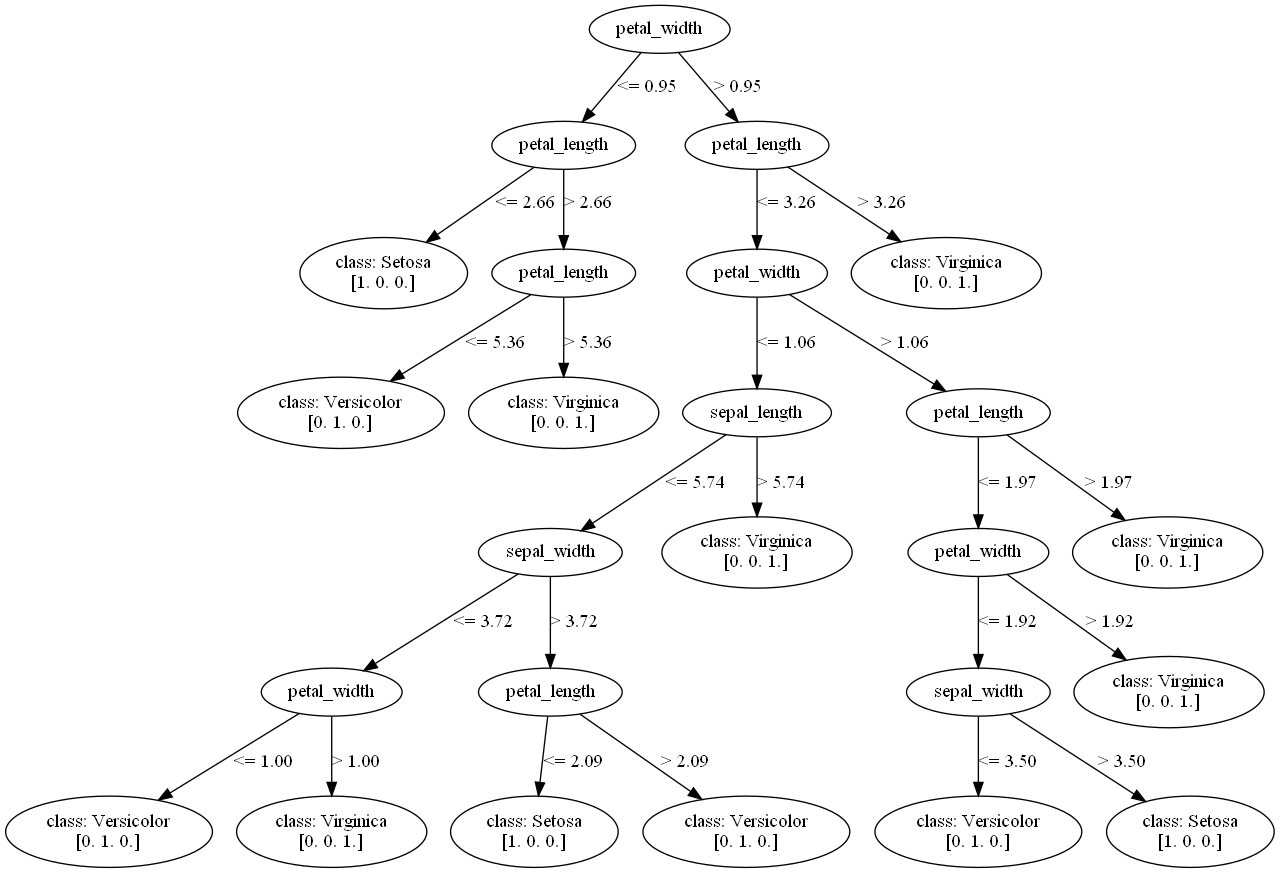 petal_width
<= 0.95
> 0.95
petal_length
petal_length
<= 2.66
> 2.66
<= 3.26
> 3.26
class: Setosa
[1. 0. 0.]
petal_length
petal_width
class: Virginica
[0. 0. 1.]
<= 5.36
> 5.36
<= 1.06
> 1.06
class: Versicolor
[0. 1. 0.]
class: Virginica
[0. 0. 1.]
sepal_length
petal_length
<= 5.74
> 5.74
<= 1.97
> 1.97
sepal_width
class: Virginica
[0. 0. 1.]
petal_width
class: Virginica
[0. 0. 1.]
<= 3.72
> 3.72
<= 1.92
> 1.92
petal_width
petal_length
sepal_width
class: Virginica
[0. 0. 1.]
<= 1.00
> 1.00
<= 2.09
> 2.09
<= 3.50
> 3.50
class: Versicolor
[0. 1. 0.]
class: Virginica
[0. 0. 1.]
class: Setosa
[1. 0. 0.]
class: Versicolor
[0. 1. 0.]
class: Versicolor
[0. 1. 0.]
class: Setosa
[1. 0. 0.]